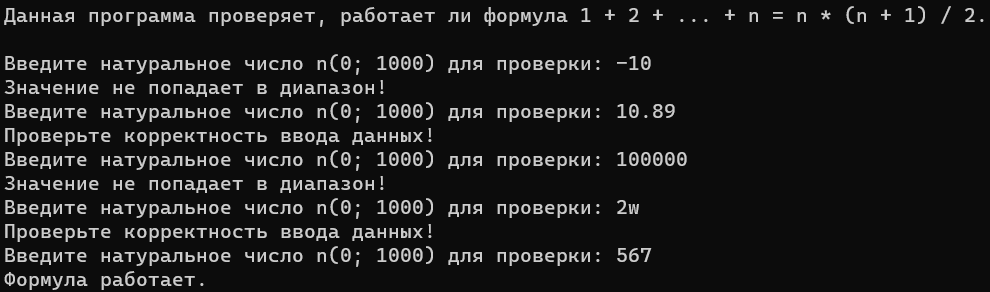 Данная программа проверяет, работает ли формула 1 + 2 + ... + n = n * (n + 1) / 2.
Введите натуральное число n(0; 1000) для проверки: -10
Значение не попадает в диапазон!
Введите натуральное число n(0; 1000) для проверки: 10.89
Проверьте корректность ввода данных!
Введите натуральное число n(0; 1000) для проверки: 100000
Значение не попадает в диапазон!
Введите натуральное число n(0; 1000) для проверки: 2w
Проверьте корректность ввода данных!
Введите натуральное число n(0; 1000) для проверки: 567
Формула работает.